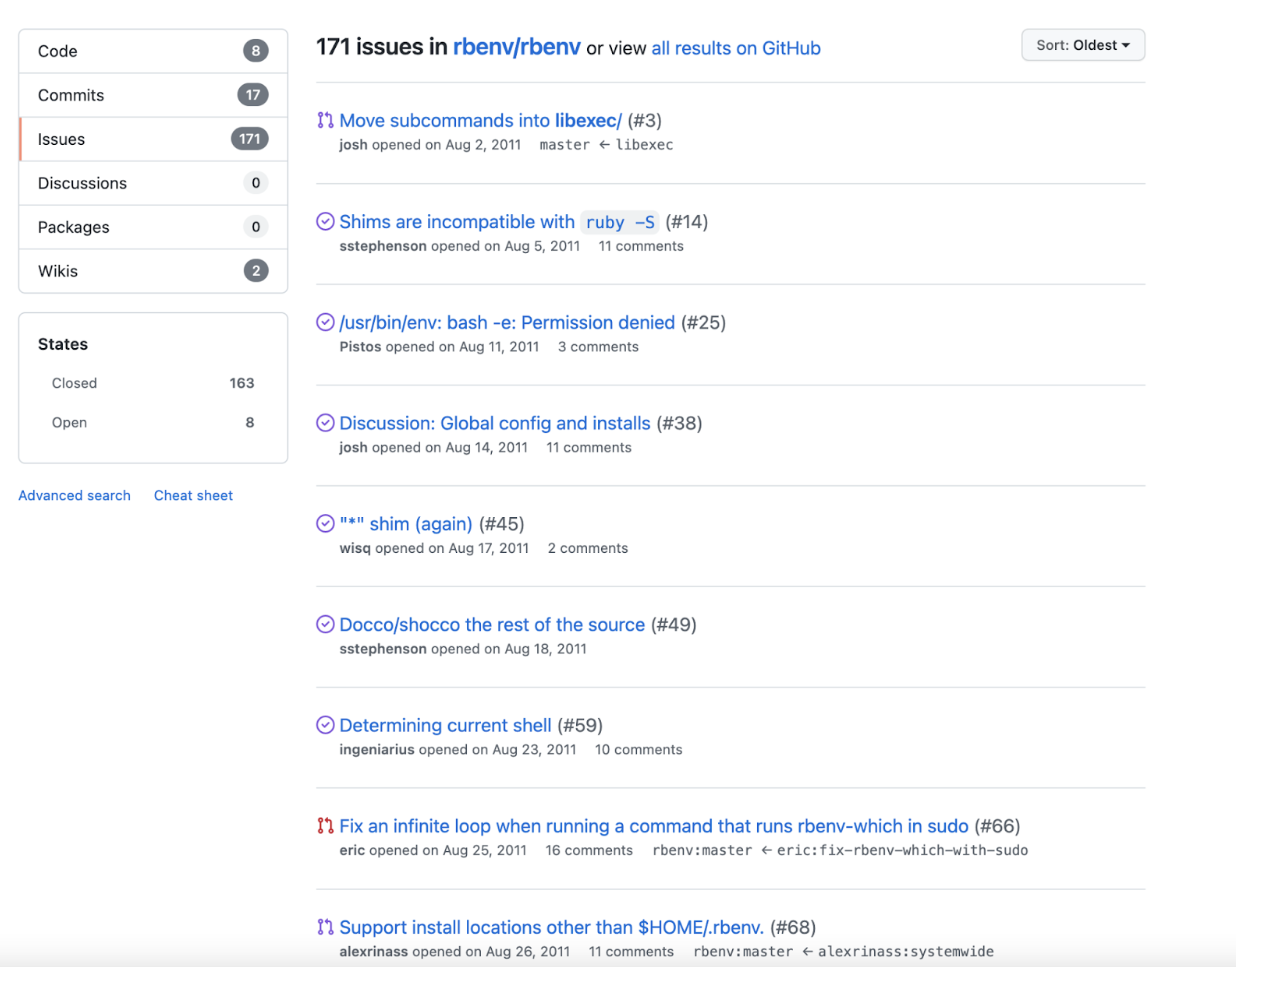 Code 8
Commits 17
Issues 171
Discussions 0
Packages 0
Wikis 2
States
Closed 163
Open 8
Advanced search Cheat sheet
171 issues in rbenv/rbenv or view all results on GitHub
Sort: Oldest
Move subcommands into libexec/ (#3)
josh opened on Aug 2, 2011 master ← libexec
Shims are incompatible with ruby -S (#14)
sstephenson opened on Aug 5, 2011 11 comments
/usr/bin/env: bash -e: Permission denied (#25)
Pistos opened on Aug 11, 2011 3 comments
Discussion: Global config and installs (#38)
josh opened on Aug 14, 2011 11 comments
"*" shim (again) (#45)
wisq opened on Aug 17, 2011 2 comments
Docco/shocco the rest of the source (#49)
sstephenson opened on Aug 18, 2011
Determining current shell (#59)
ingeniarius opened on Aug 23, 2011 10 comments
Fix an infinite loop when running a command that runs rbenv-which in sudo (#66)
eric opened on Aug 25, 2011 16 comments rbenv:master ← eric:fix-rbenv-which-with-sudo
Support install locations other than $HOME/.rbenv. (#68)
alexrinass opened on Aug 26, 2011 11 comments rbenv:master ← alexrinass:systemwide